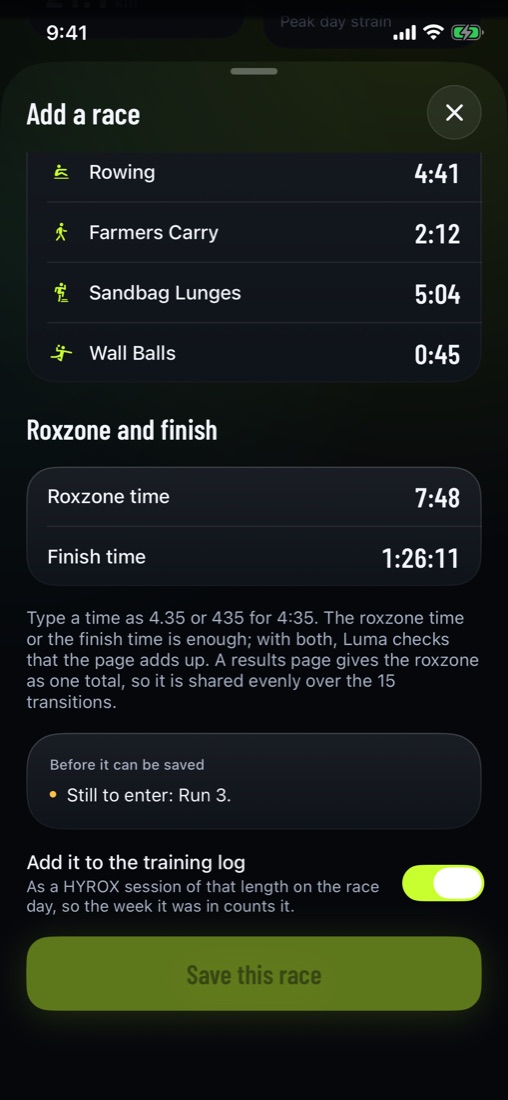 Peak day strain
9:41
Add a race
Rowing 4:41
Farmers Carry 2:12
Sandbag Lunges 5:04
Wall Balls 0:45
Roxzone and finish
Roxzone time 7:48
Finish time 1:26:11
Type a time as 4.35 or 435 for 4:35. The roxzone time
or the finish time is enough; with both, Luma checks
that the page adds up. A results page gives the roxzone
as one total, so it is shared evenly over the 15
transitions.
Before it can be saved
• Still to enter: Run 3.
Add it to the training log
As a HYROX session of that length on the race
day, so the week it was in counts it.
Save this race